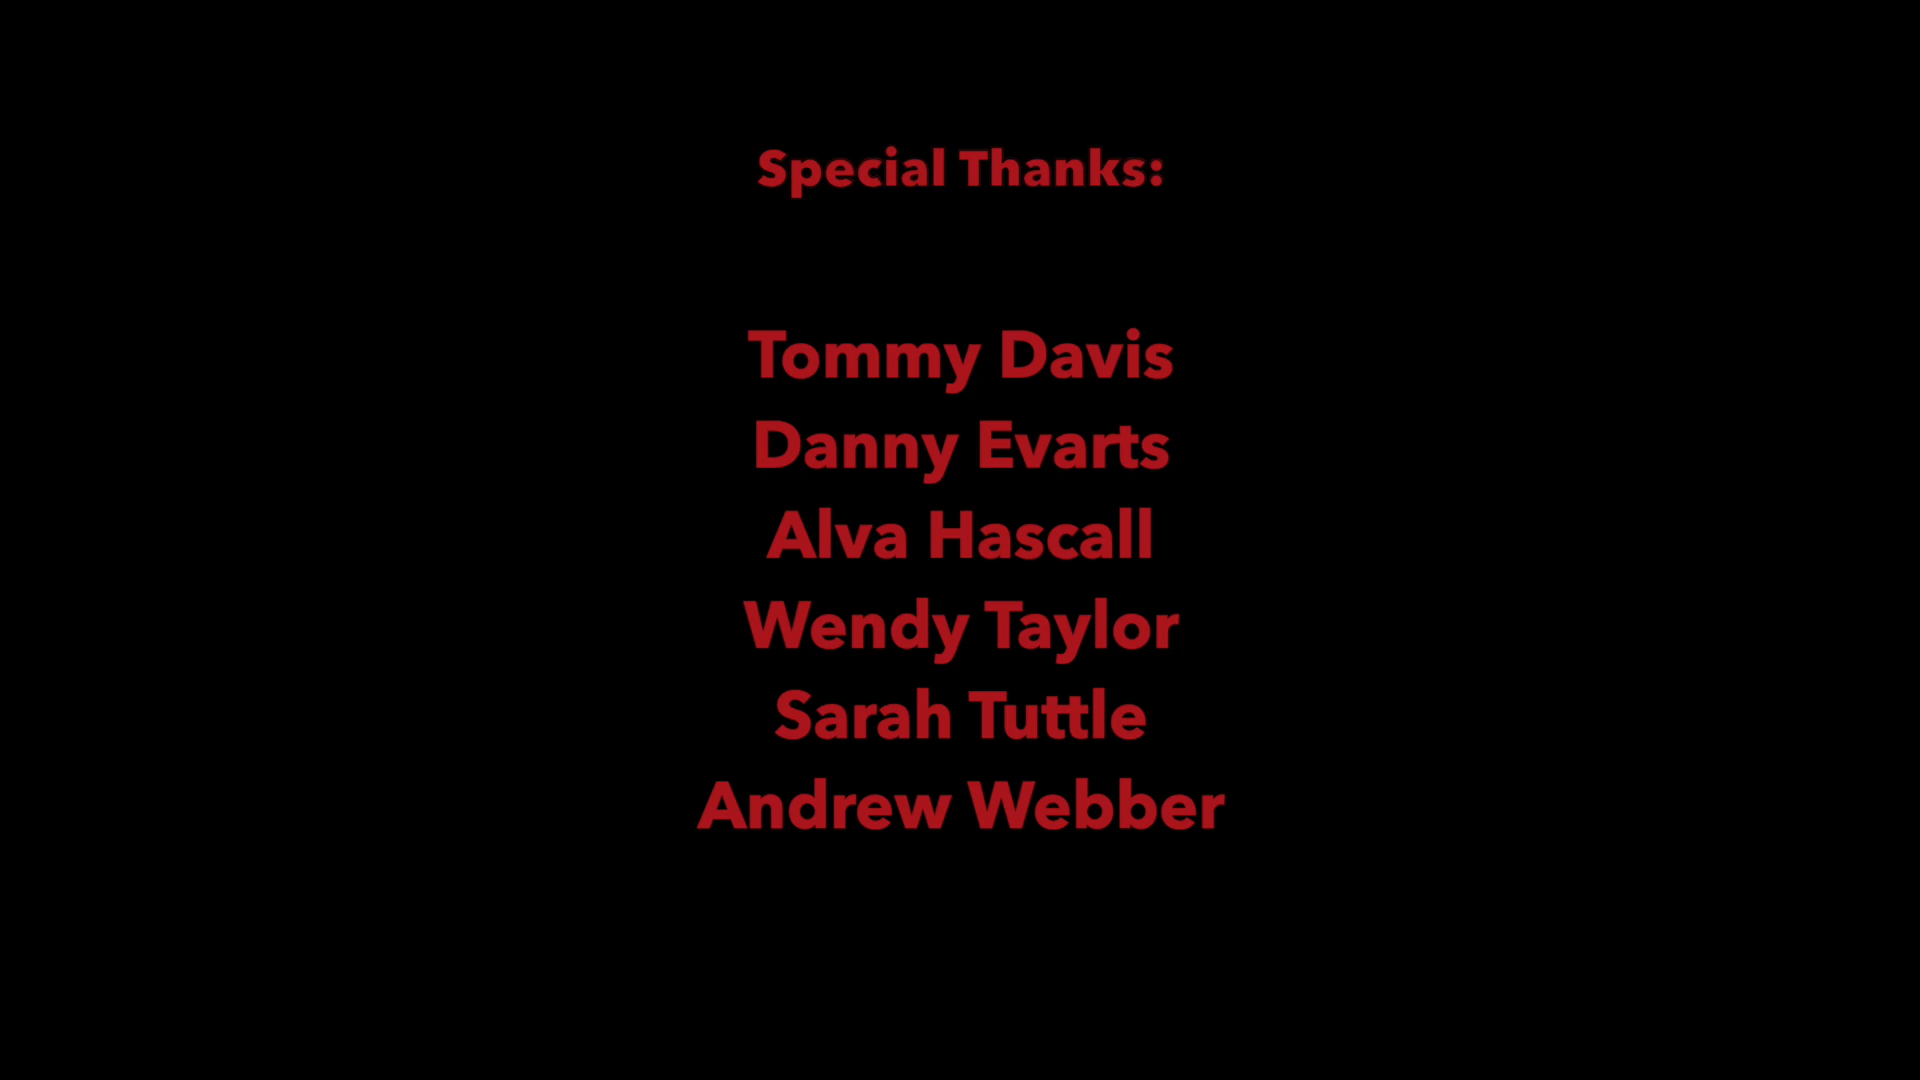 Special Thanks:
Tommy Davis
Danny Evarts
Alva Hascall
Wendy Taylor
Sarah Tuttle
Andrew Webber